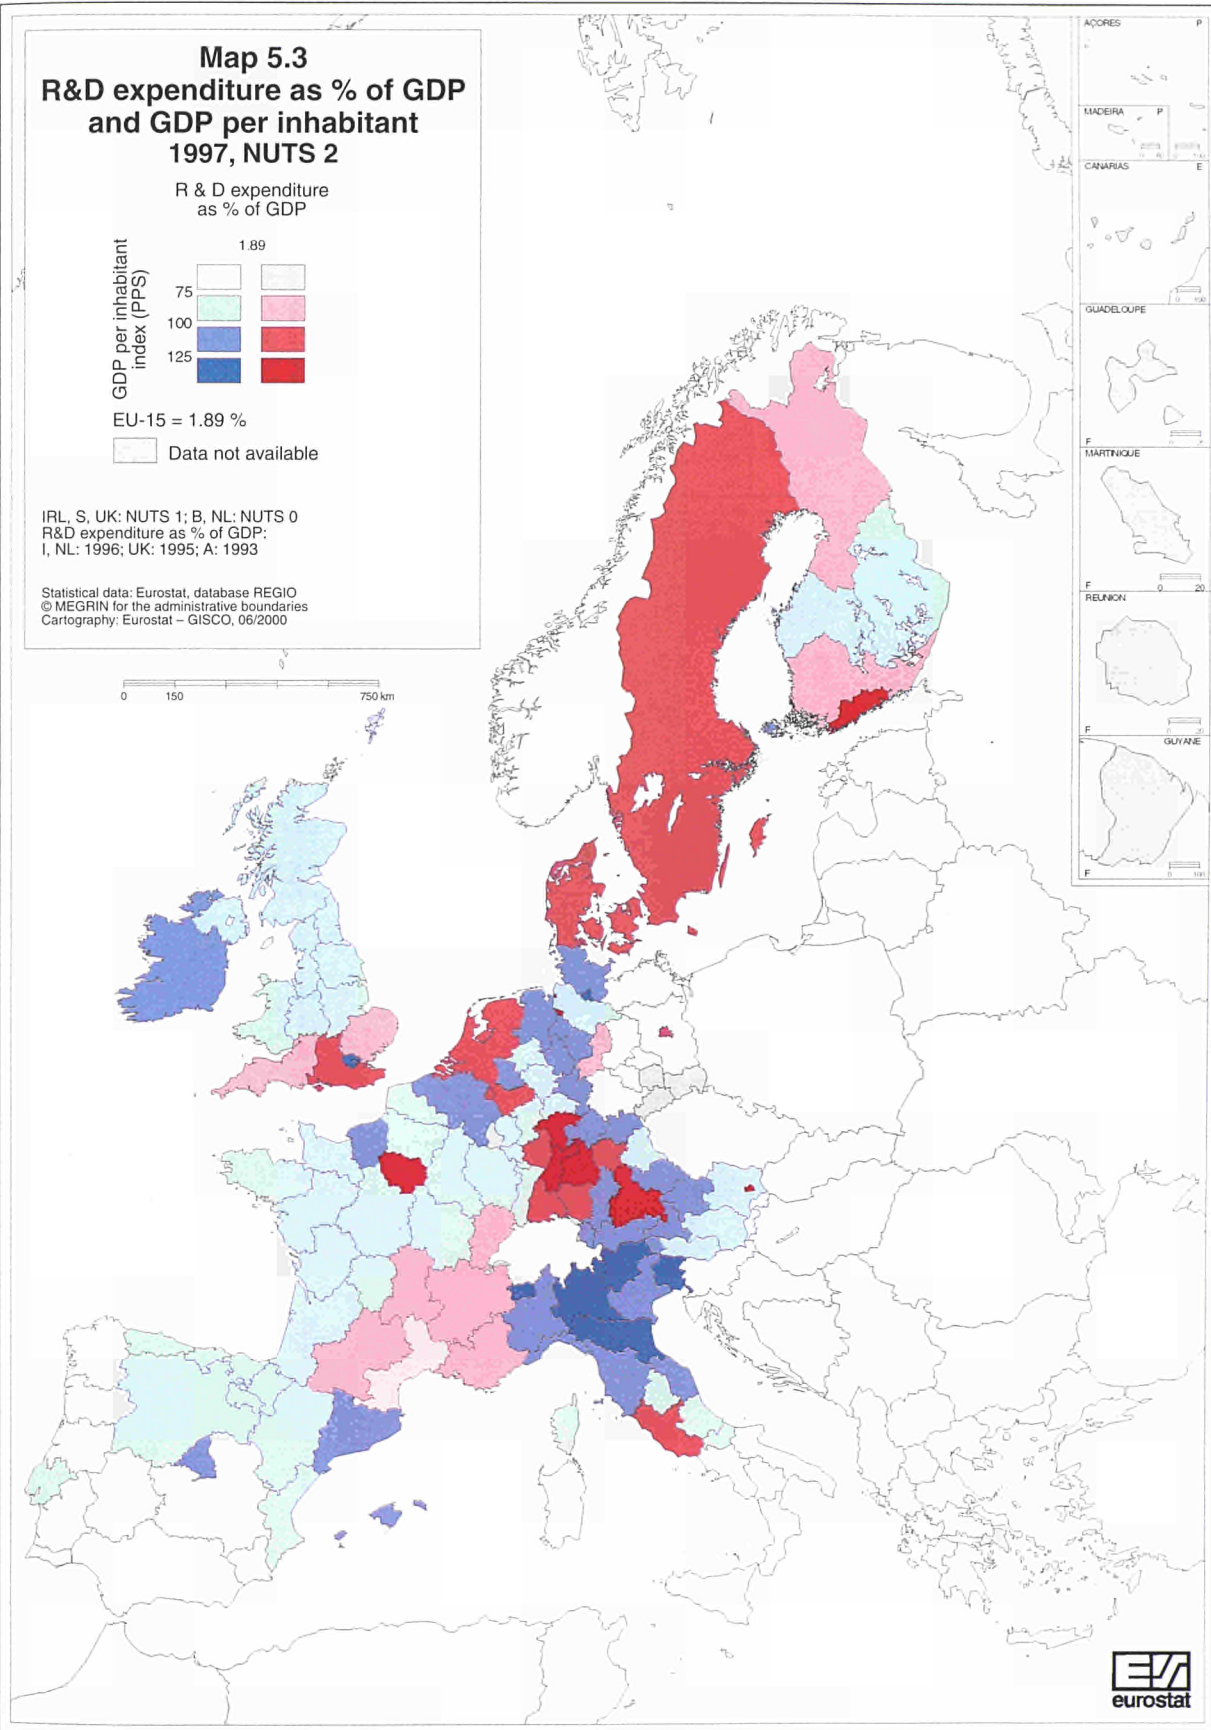 Map 5.3
R&D expenditure as % of GDP
and GDP per inhabitant
1997, NUTS 2
R & D expenditure
as % of GDP
1.89
GDP per inhabitant
index (PPS)
75
100
125
EU-15 = 1.89 %
Data not available
IRL, S, UK: NUTS 1; B, NL: NUTS 0
R&D expenditure as % of GDP:
I, NL: 1996; UK: 1995; A: 1993
Statistical data: Eurostat, database REGIO
© MEGRIN for the administrative boundaries
Cartography: Eurostat – GISCO, 06/2000
0 150 750 km
AÇORES P
MADEIRA P
CANARIAS E
0 100
GUADELOUPE
F
MARTINIQUE
F 0 20
REUNION
F
GUYANE
F 0 100
eurostat